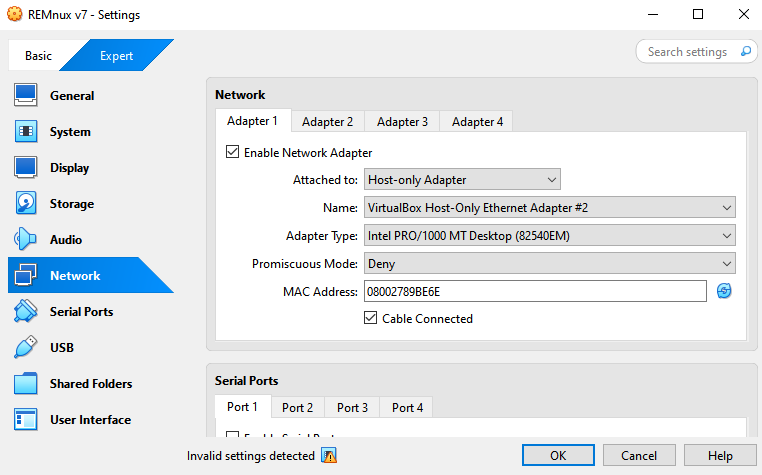 REMnux v7 - Settings
Basic
Expert
Search settings
General
System
Display
Storage
Audio
Network
Serial Ports
USB
Shared Folders
User Interface
Network
Adapter 1
Adapter 2
Adapter 3
Adapter 4
Enable Network Adapter
Attached to: Host-only Adapter
Name: VirtualBox Host-Only Ethernet Adapter #2
Adapter Type: Intel PRO/1000 MT Desktop (82540EM)
Promiscuous Mode: Deny
MAC Address: 08002789BE6E
Cable Connected
Serial Ports
Port 1
Port 2
Port 3
Port 4
Invalid settings detected
OK
Cancel
Help